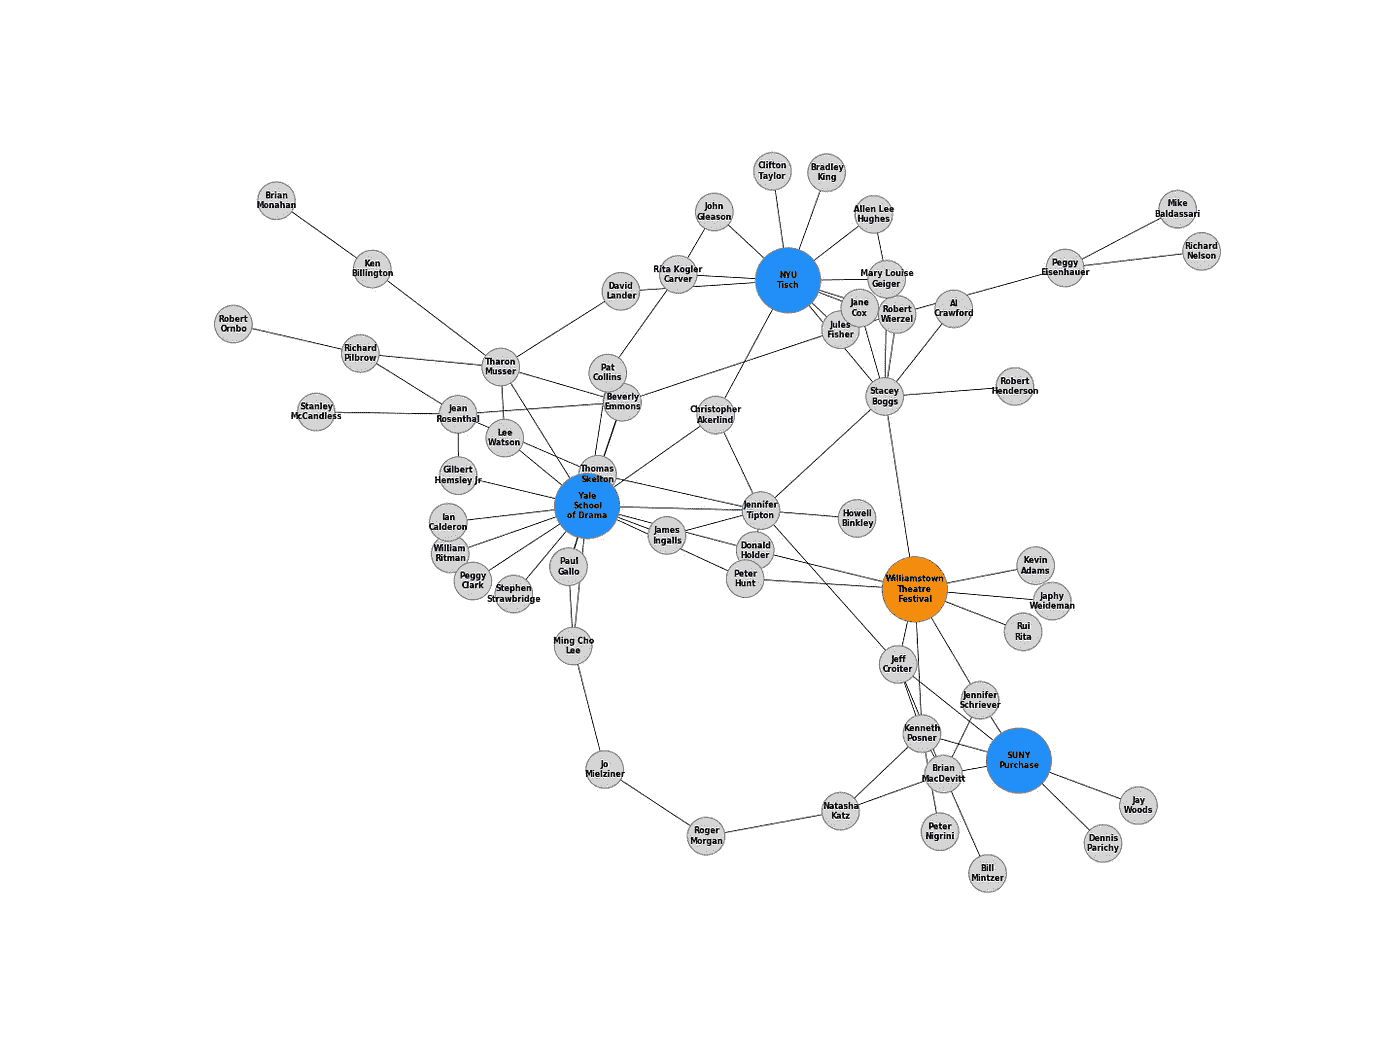 Clifton
Taylor
Bradley
King
Brian
Monahan
John
Gleason
Allen Lee
Hughes
Mike
Baldassari
Richard
Nelson
Ken
Billington
Rita Kogler
Carver
NYU
Tisch
Mary Louise
Geiger
Peggy
Eisenhauer
David
Lander
Jane
Cox
Robert
Wierzel
Al
Crawford
Robert
Ornbo
Jules
Fisher
Richard
Pilbrow
Tharon
Musser
Pat
Collins
Robert
Henderson
Stacey
Boggs
Beverly
Emmons
Stanley
McCandless
Jean
Rosenthal
Christopher
Akerlind
Lee
Watson
Gilbert
Hemsley Jr
Thomas
Skelton
Yale
School
of Drama
Jennifer
Tipton
Howell
Binkley
Ian
Calderon
James
Ingalls
William
Ritman
Donald
Holder
Paul
Gallo
Kevin
Adams
Peggy
Clark
Peter
Hunt
Stephen
Strawbridge
Williamstown
Theatre
Festival
Japhy
Weideman
Rui
Rita
Ming Cho
Lee
Jeff
Croiter
Jennifer
Schriever
Kenneth
Posner
SUNY
Purchase
Jo
Mielziner
Brian
MacDevitt
Jay
Woods
Natasha
Katz
Roger
Morgan
Peter
Nigrini
Dennis
Parichy
Bill
Mintzer